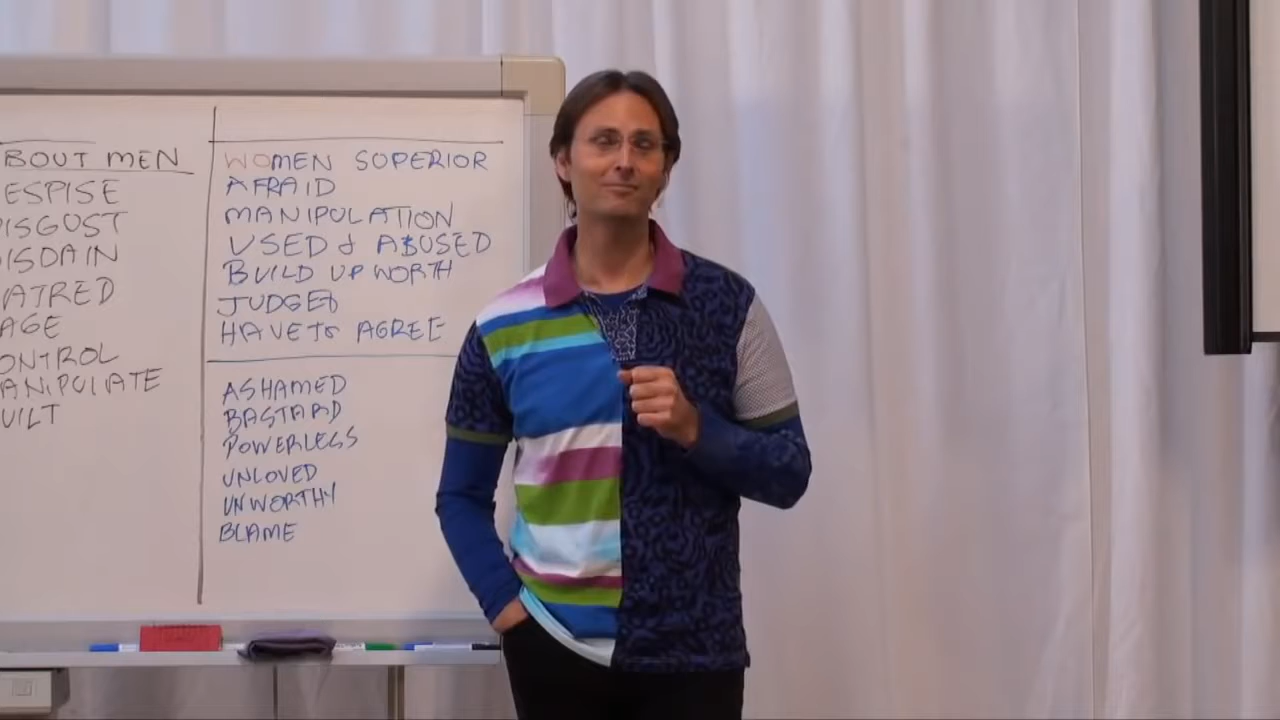 BOUT MEN
ESPISE
ISGUST
ISDAIN
ATRED
AGE
ONTROL
ANIPULATE
UILT
WOMEN SUPERIOR
AFRAID
MANIPULATION
USED & ABUSED
BUILD UP WORTH
JUDGED
HAVE to AGREE
ASHAMED
BASTARD
POWERLESS
UNLOVED
UNWORTHY
BLAME